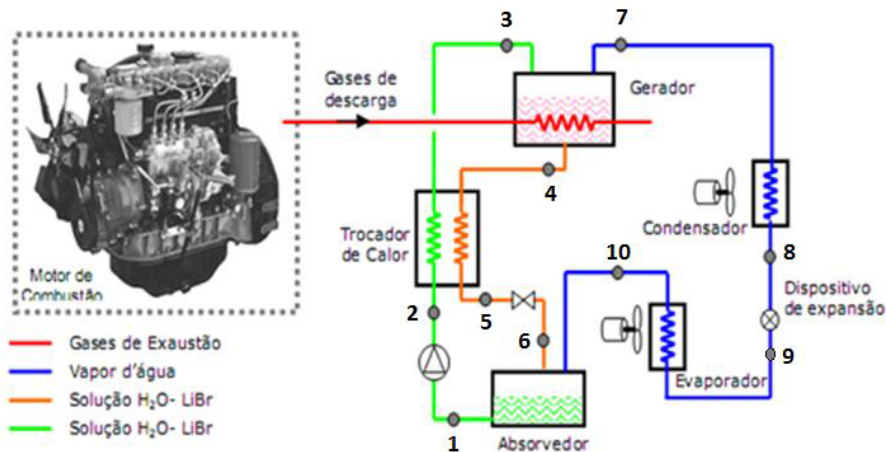 3
7
Gases de
descarga
Gerador
4
Trocador
de Calor
Condensador
8
10
Dispositivo
de expansão
Motor de
Combustão
2
5
6
9
Evaporador
Gases de Exaustão
Vapor d'água
Solução H₂O- LiBr
Solução H₂O- LiBr
1
Absorvedor